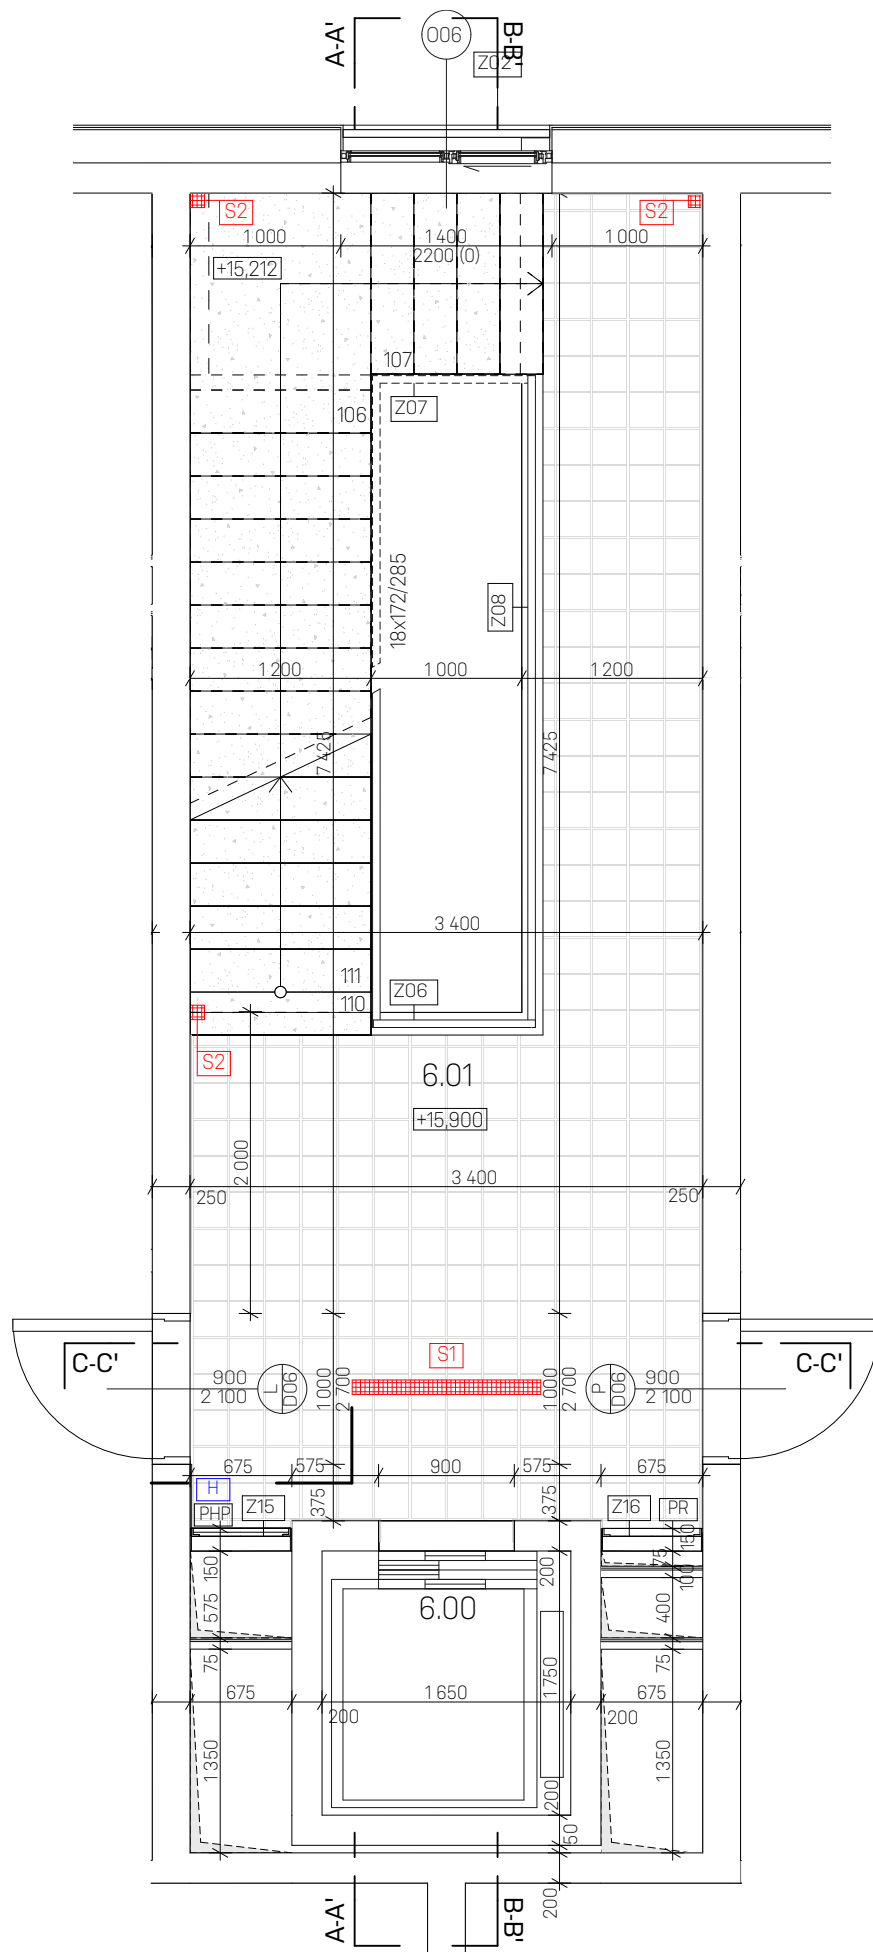 A-A'
006
B-B'
Z02
S2
S2
1 000
1 400
1 000
2200 (0)
+15,212
107
106
Z07
18x172/285
Z08
1 200
1 000
1 200
7 425
7 425
3 400
111
110
Z06
S2
6.01
+15,900
2 000
3 400
250
250
C-C'
S1
C-C'
900
2 100
L
D06
1 000
2 700
1 000
2 700
P
D06
900
2 100
675
575
900
575
675
H
PHP
Z15
375
375
Z16
PR
150
575
75
6.00
200
150
75
100
400
75
675
1 650
1 750
675
200
200
1 350
1 350
200
50
200
A-A'
B-B'